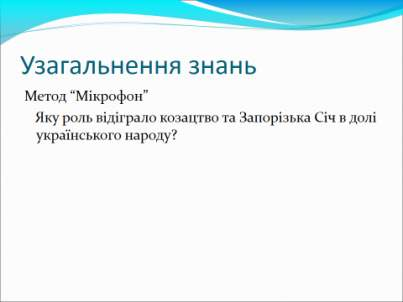 Узагальнення знань
Метод “Мікрофон”
Яку роль відіграло козацтво та Запорізька Січ в долі
українського народу?